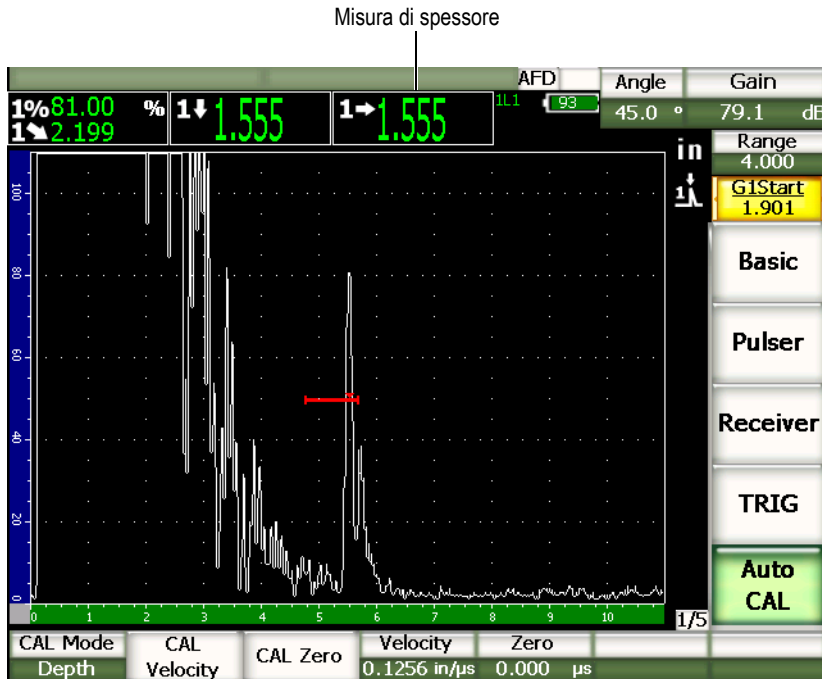 Misura di spessore
AFD
Angle
Gain
1% 81.00 %
1 2.199
1 1.555
1 1.555
1L1
93
45.0 º
79.1 dB
in
Range
4.000
1
G1Start
1.901
Basic
Pulser
Receiver
TRIG
Auto
CAL
100
80
60
40
20
0
0 1 2 3 4 5 6 7 8 9 10
1/5
CAL Mode
Depth
CAL
Velocity
CAL Zero
Velocity
0.1256 in/µs
Zero
0.000 µs